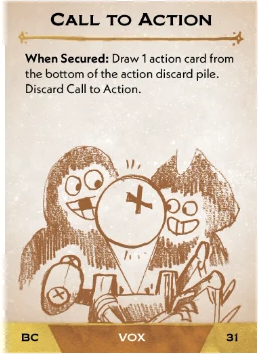 CALL TO ACTION
When Secured: Draw 1 action card from
the bottom of the action discard pile.
Discard Call to Action.
BC VOX 31